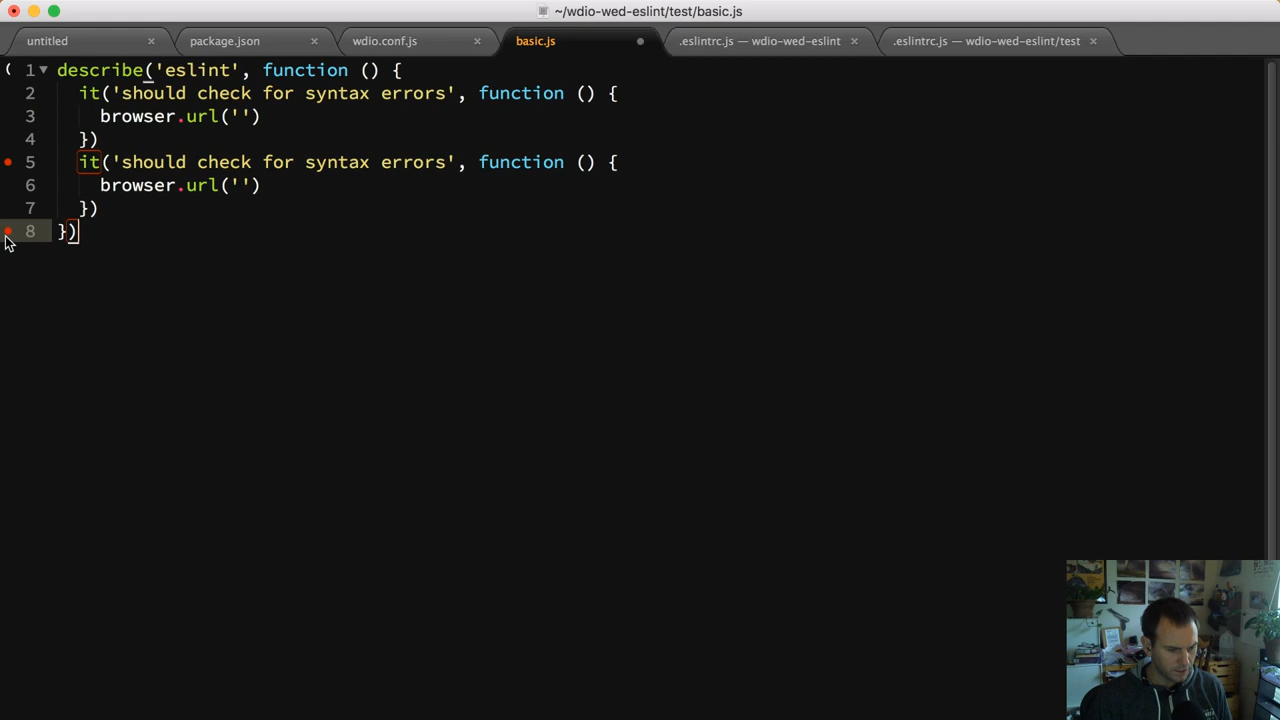 ~/wdio-wed-eslint/test/basic.js
untitled × package.json × wdio.conf.js × basic.js .eslintrc.js — wdio-wed-eslint × .eslintrc.js — wdio-wed-eslint/test ×
( 1 describe('eslint', function () {
2 it('should check for syntax errors', function () {
3 browser.url('')
4 })
5 it('should check for syntax errors', function () {
6 browser.url('')
7 })
8 })